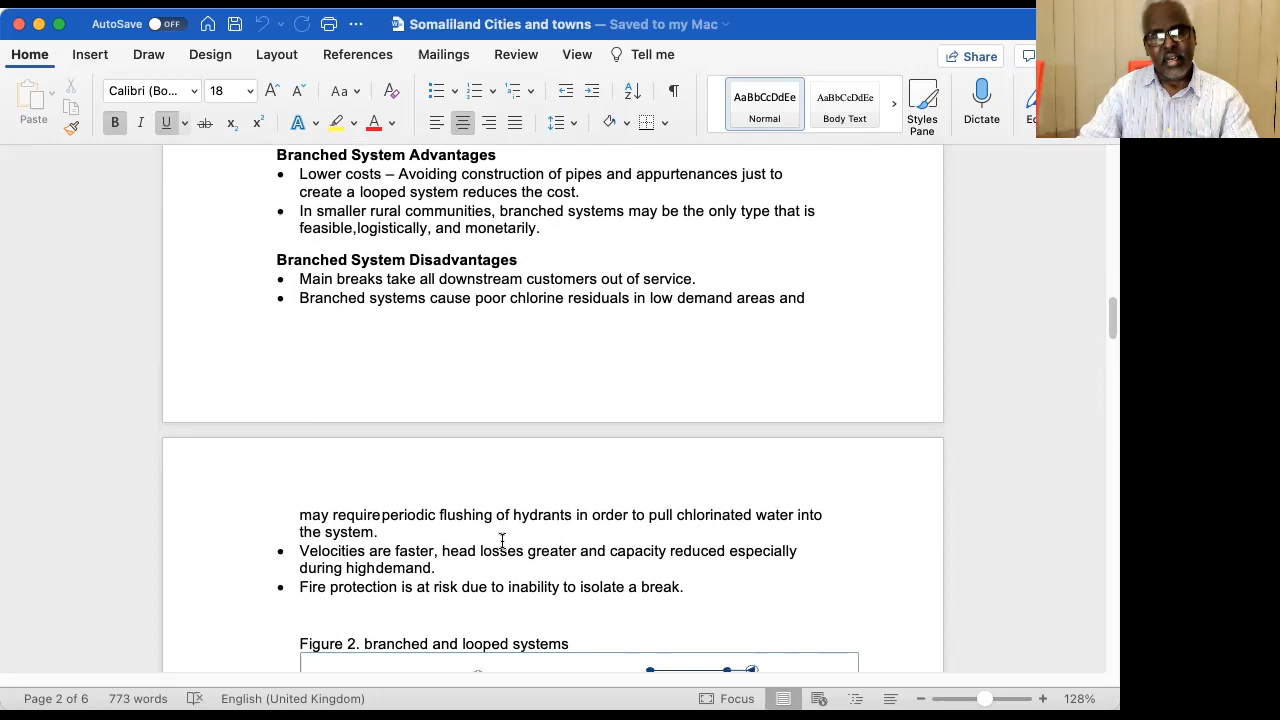 AutoSave OFF Somaliland Cities and towns — Saved to my Mac
Home Insert Draw Design Layout References Mailings Review View Tell me Share
Paste Calibri (Bo... 18 Aa
AaBbCcDdEe AaBbCcDdEe
Normal Body Text Styles Pane Dictate
B I U ab x₂ x² A A
Branched System Advantages
• Lower costs – Avoiding construction of pipes and appurtenances just to
create a looped system reduces the cost.
• In smaller rural communities, branched systems may be the only type that is
feasible,logistically, and monetarily.
Branched System Disadvantages
• Main breaks take all downstream customers out of service.
• Branched systems cause poor chlorine residuals in low demand areas and
may requireperiodic flushing of hydrants in order to pull chlorinated water into
the system.
• Velocities are faster, head losses greater and capacity reduced especially
during highdemand.
• Fire protection is at risk due to inability to isolate a break.
Figure 2. branched and looped systems
Page 2 of 6 773 words English (United Kingdom) Focus 128%